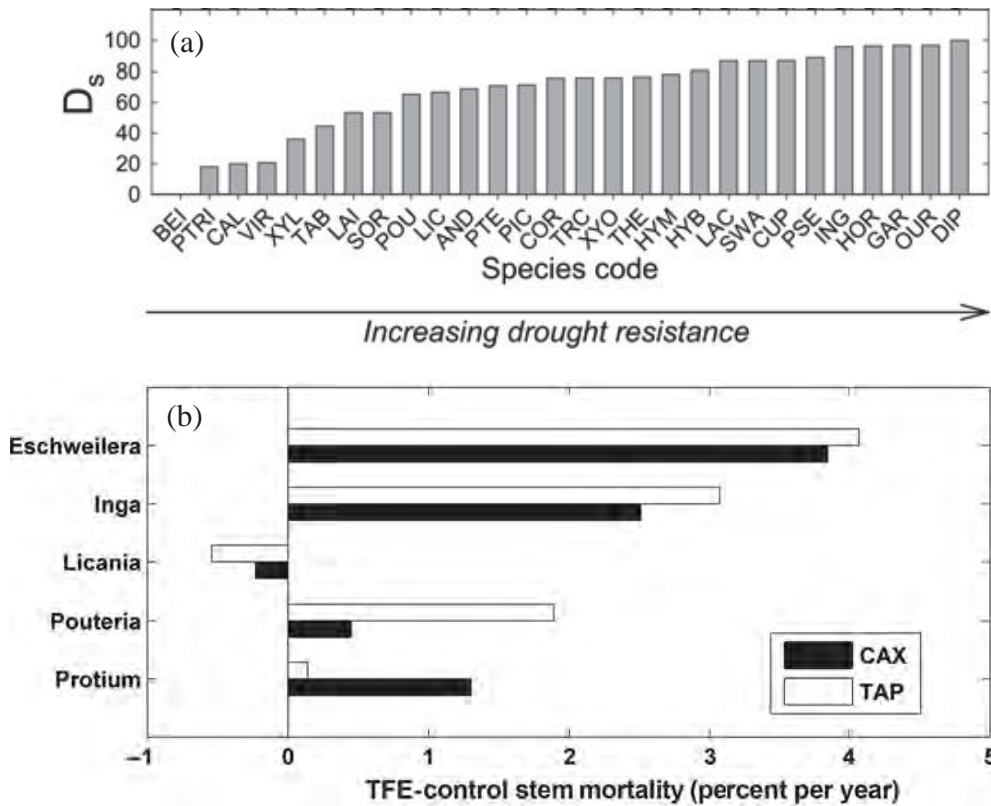 (a)
D_s
100
80
60
40
20
0
BEI PTRI CAL VIR XYL TAB LAI SOR POU LIC AND PTE PIC COR TRC XYO THE HYM HYB LAC SWA CUP PSE ING HOR GAR OUR DIP
Species code
Increasing drought resistance
(b)
Eschweilera
Inga
Licania
Pouteria
Protium
CAX
TAP
–1 0 1 2 3 4 5
TFE-control stem mortality (percent per year)